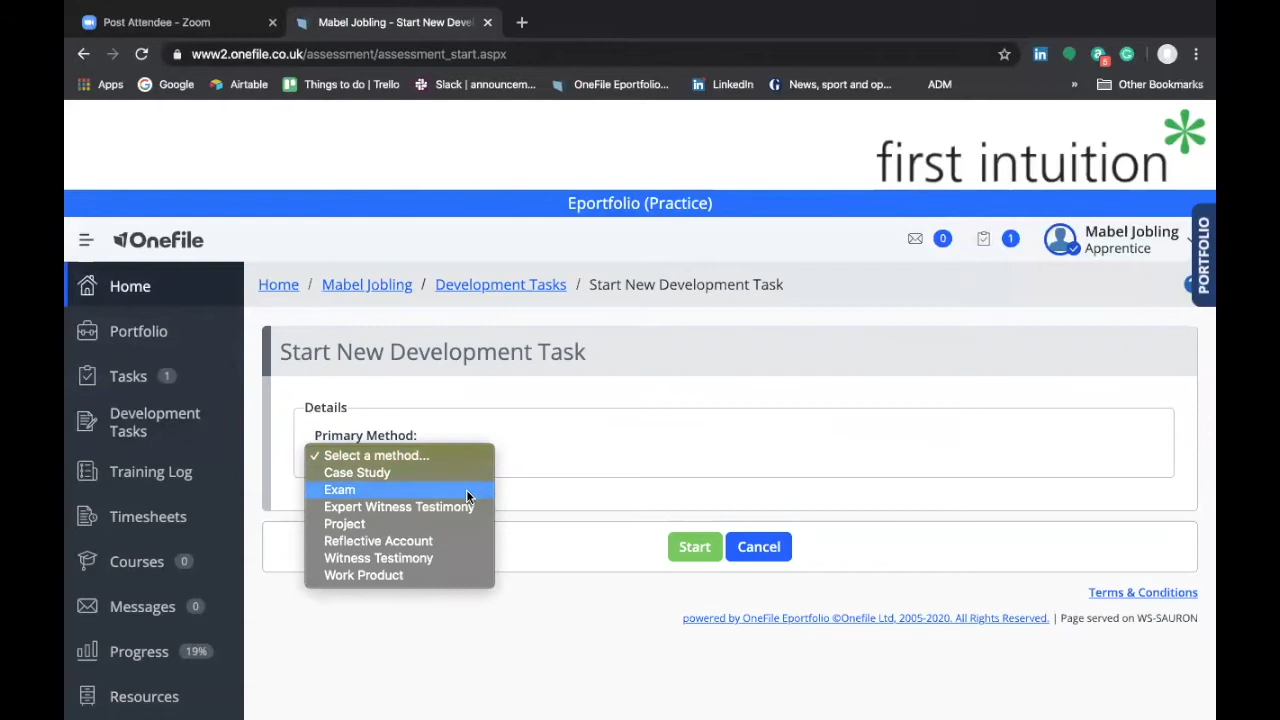 Post Attendee - Zoom
Mabel Jobling - Start New Deve
www2.onefile.co.uk/assessment/assessment_start.aspx
Apps Google Airtable Things to do | Trello Slack | announcem... OneFile Eportfolio... LinkedIn News, sport and op... ADM » Other Bookmarks
first intuition
Eportfolio (Practice)
Onefile
0
1
Mabel Jobling
Apprentice
PORTFOLIO
Home
Portfolio
Tasks 1
Development
Tasks
Training Log
Timesheets
Courses 0
Messages 0
Progress 19%
Resources
Home / Mabel Jobling / Development Tasks / Start New Development Task
Start New Development Task
Details
Primary Method:
✓ Select a method...
Case Study
Exam
Expert Witness Testimony
Project
Reflective Account
Witness Testimony
Work Product
Start
Cancel
Terms & Conditions
powered by OneFile Eportfolio ©Onefile Ltd, 2005-2020. All Rights Reserved. | Page served on WS-SAURON